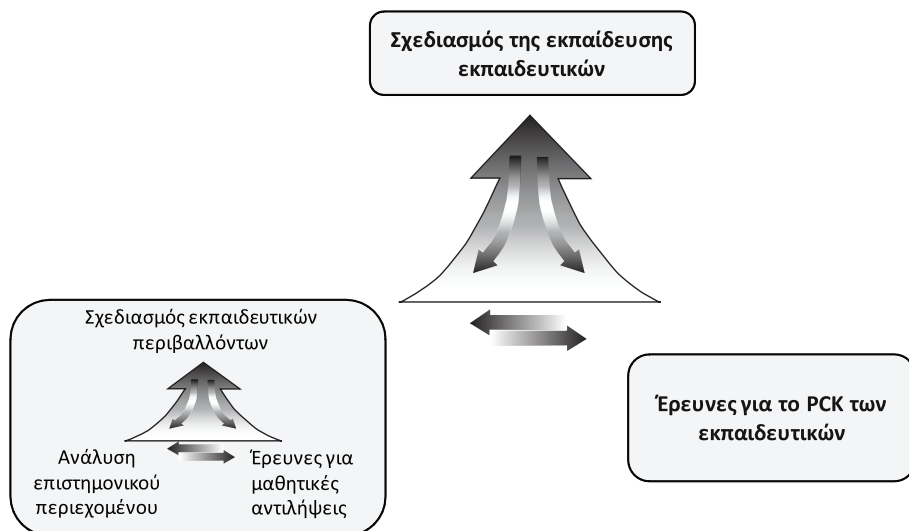 Σχεδιασμός της εκπαίδευσης
εκπαιδευτικών
Σχεδιασμός εκπαιδευτικών
περιβαλλόντων
Ανάλυση
επιστημονικού
περιεχομένου
Έρευνες για
μαθητικές
αντιλήψεις
Έρευνες για το PCK των
εκπαιδευτικών